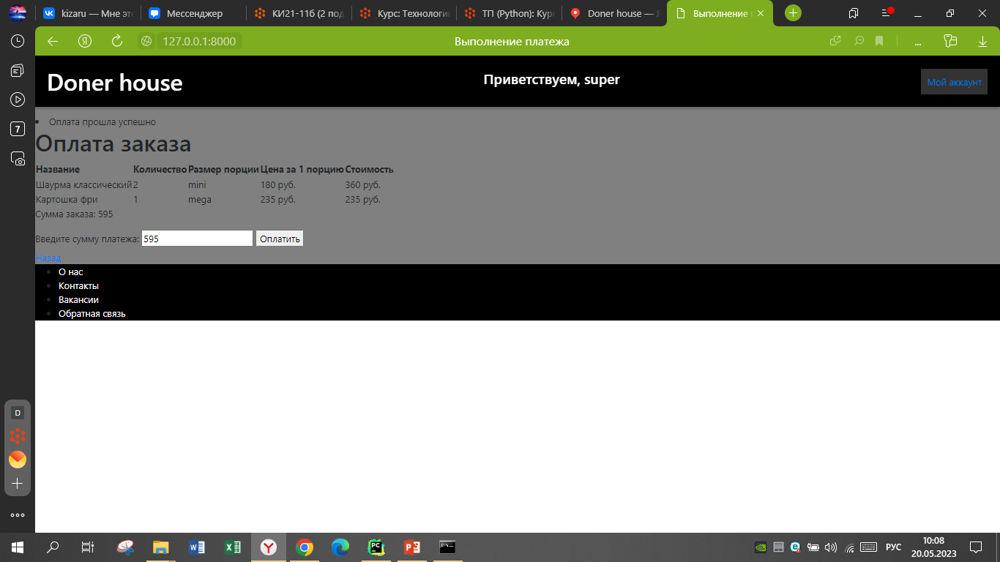 kizaru — Мне это
Мессенджер
КИ21-11б (2 под
Курс: Технологии
ТП (Python): Курс
Doner house — Я
Выполнение п
Я 127.0.0.1:8000 Выполнение платежа ...
Doner house Приветствуем, super Мой аккаунт
7
• Оплата прошла успешно
Оплата заказа
Название Количество Размер порции Цена за 1 порцию Стоимость
Шаурма классический 2 mini 180 руб. 360 руб.
Картошка фри 1 mega 235 руб. 235 руб.
Сумма заказа: 595
Введите сумму платежа: 595 Оплатить
Назад
• О нас
• Контакты
• Вакансии
• Обратная связь
D
РУС 10:08
20.05.2023